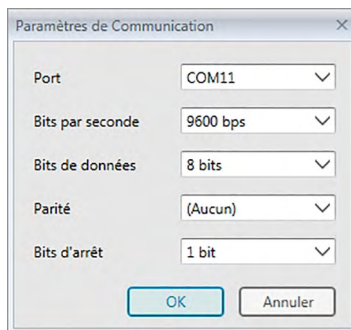 Paramètres de Communication
Port COM11
Bits par seconde 9600 bps
Bits de données 8 bits
Parité (Aucun)
Bits d'arrêt 1 bit
OK Annuler